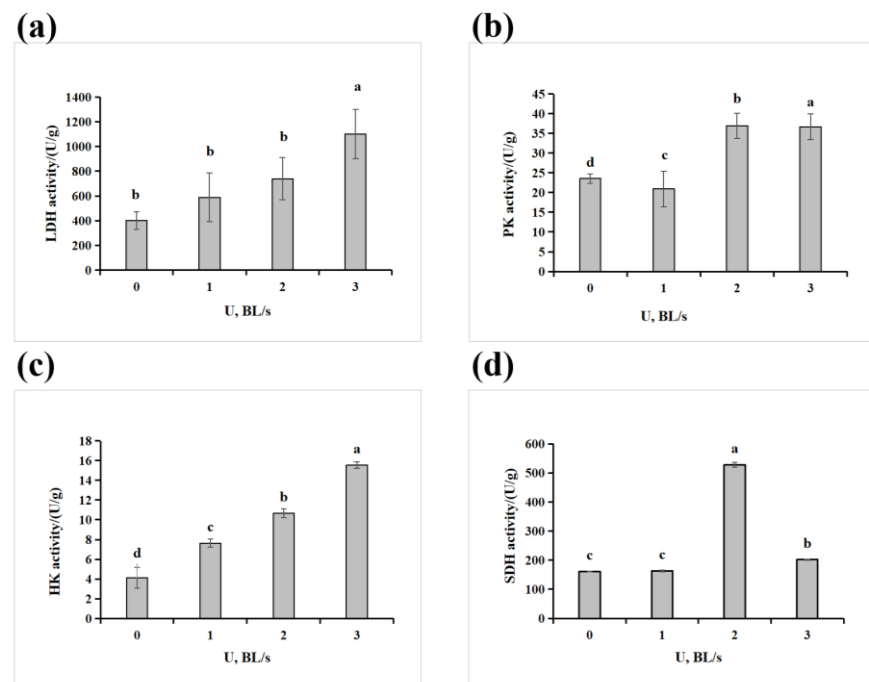 (a)
LDH activity/(U/g)
1400
1200
1000
800
600
400
200
0
b
b
b
a
0 1 2 3
U, BL/s
(b)
PK activity/(U/g)
45
40
35
30
25
20
15
10
5
0
d
c
b
a
0 1 2 3
U, BL/s
(c)
HK activity/(U/g)
18
16
14
12
10
8
6
4
2
0
d
c
b
a
0 1 2 3
U, BL/s
(d)
SDH activity/(U/g)
600
500
400
300
200
100
0
c
c
a
b
0 1 2 3
U, BL/s